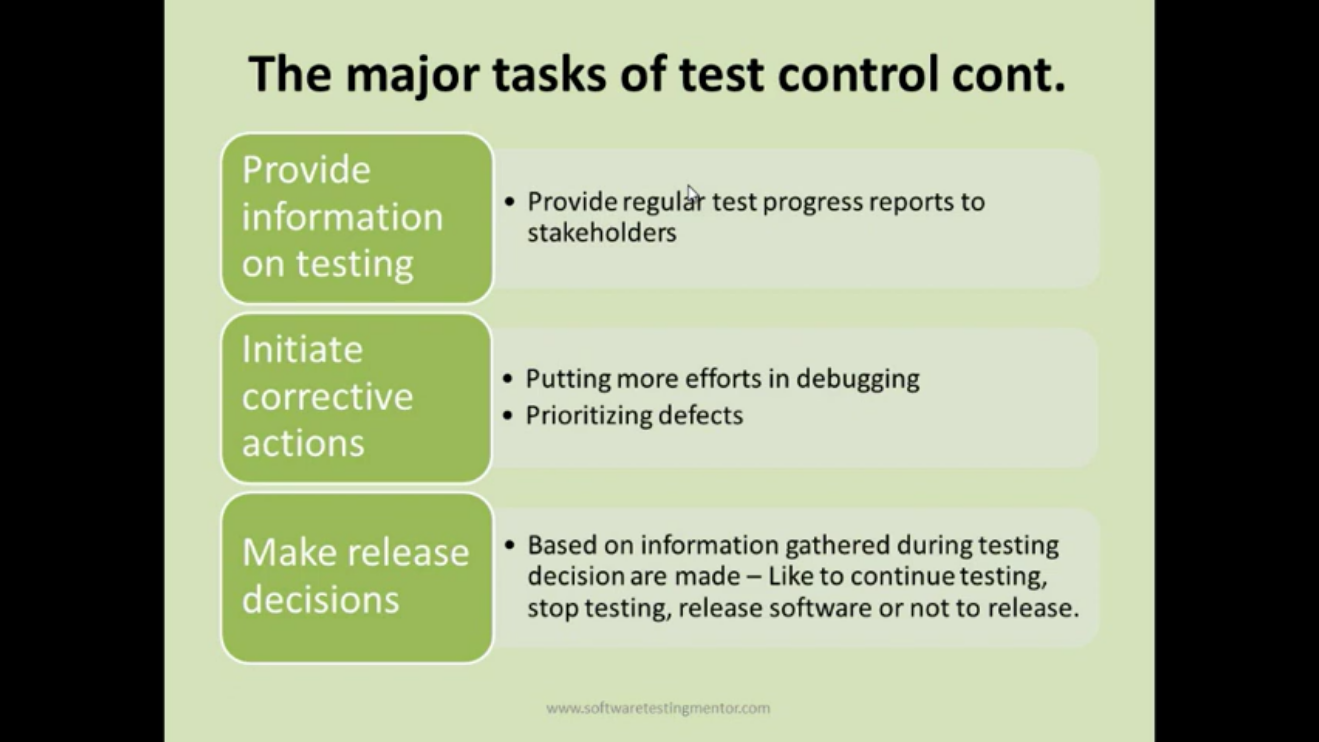 The major tasks of test control cont.
Provide
information
on testing
• Provide regular test progress reports to
stakeholders
Initiate
corrective
actions
• Putting more efforts in debugging
• Prioritizing defects
Make release
decisions
• Based on information gathered during testing
decision are made – Like to continue testing,
stop testing, release software or not to release.
www.softwaretestingmentor.com